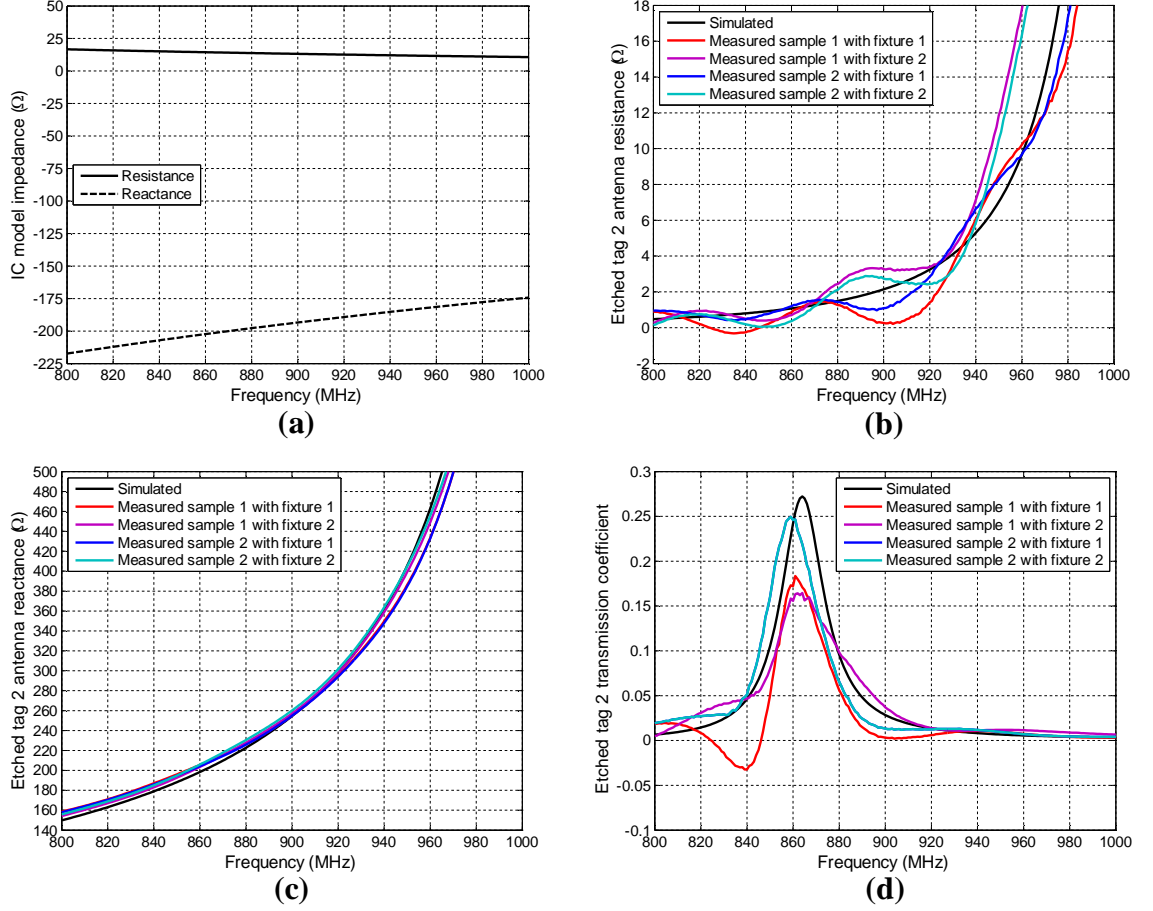 50
25
0
-25
-50
-75
-100
-125
-150
-175
-200
-225
IC model impedance (Ω)
Resistance
Reactance
800 820 840 860 880 900 920 940 960 980 1000
Frequency (MHz)
(a)
18
16
14
12
10
8
6
4
2
0
-2
Etched tag 2 antenna resistance (Ω)
Simulated
Measured sample 1 with fixture 1
Measured sample 1 with fixture 2
Measured sample 2 with fixture 1
Measured sample 2 with fixture 2
800 820 840 860 880 900 920 940 960 980 1000
Frequency (MHz)
(b)
500
480
460
440
420
400
380
360
340
320
300
280
260
240
220
200
180
160
140
Etched tag 2 antenna reactance (Ω)
Simulated
Measured sample 1 with fixture 1
Measured sample 1 with fixture 2
Measured sample 2 with fixture 1
Measured sample 2 with fixture 2
800 820 840 860 880 900 920 940 960 980 1000
Frequency (MHz)
(c)
0.3
0.25
0.2
0.15
0.1
0.05
0
-0.05
-0.1
Etched tag 2 transmission coefficient
Simulated
Measured sample 1 with fixture 1
Measured sample 1 with fixture 2
Measured sample 2 with fixture 1
Measured sample 2 with fixture 2
800 820 840 860 880 900 920 940 960 980 1000
Frequency (MHz)
(d)